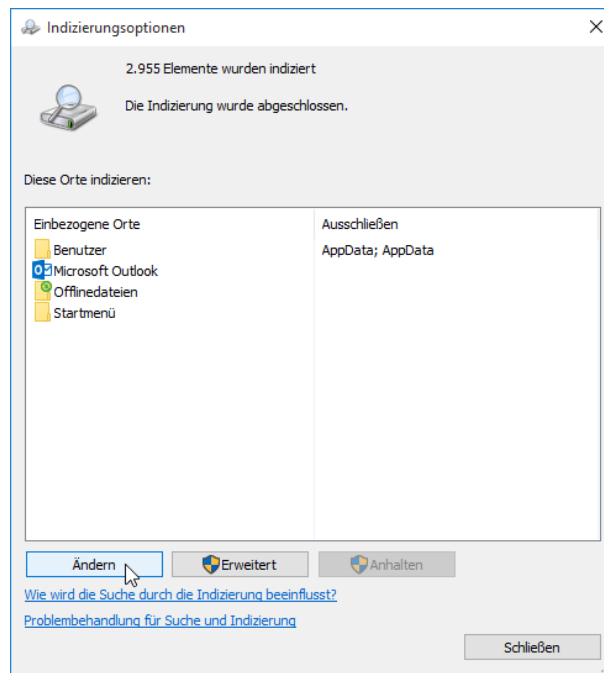 Indizierungsoptionen
2.955 Elemente wurden indiziert
Die Indizierung wurde abgeschlossen.
Diese Orte indizieren:
Einbezogene Orte Ausschließen
Benutzer AppData; AppData
Microsoft Outlook
Offlinedateien
Startmenü
Ändern Erweitert Anhalten
Wie wird die Suche durch die Indizierung beeinflusst?
Problembehandlung für Suche und Indizierung
Schließen